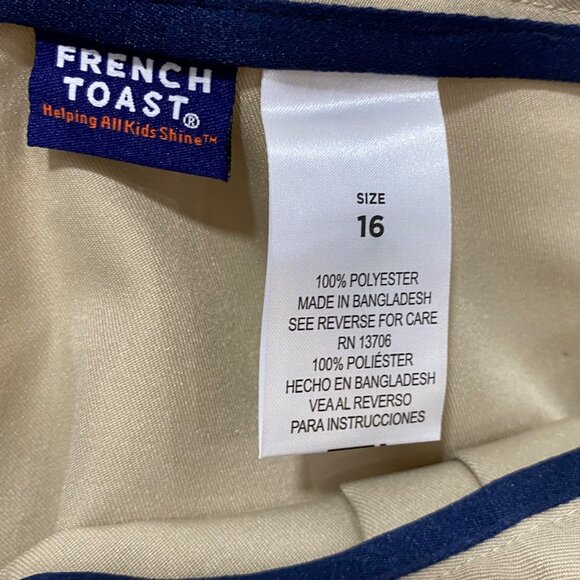 FRENCH
TOAST®
Helping All Kids Shine™
SIZE
16
100% POLYESTER
MADE IN BANGLADESH
SEE REVERSE FOR CARE
RN 13706
100% POLIÉSTER
HECHO EN BANGLADESH
VEA AL REVERSO
PARA INSTRUCCIONES